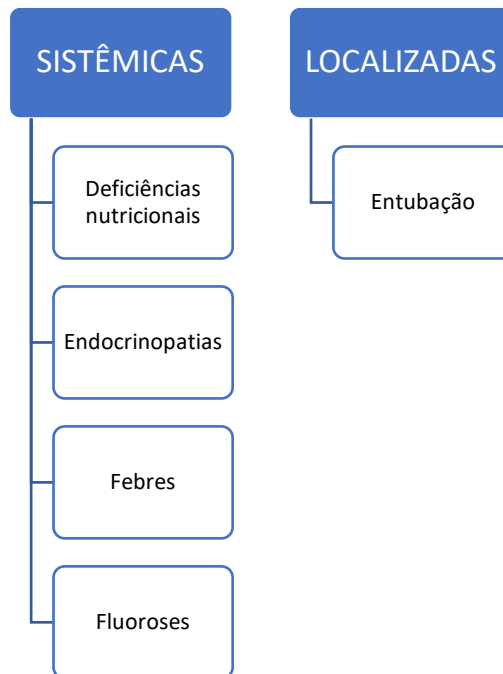 SISTÊMICAS
Deficiências
nutricionais
Endocrinopatias
Febres
Fluoroses
LOCALIZADAS
Entubação